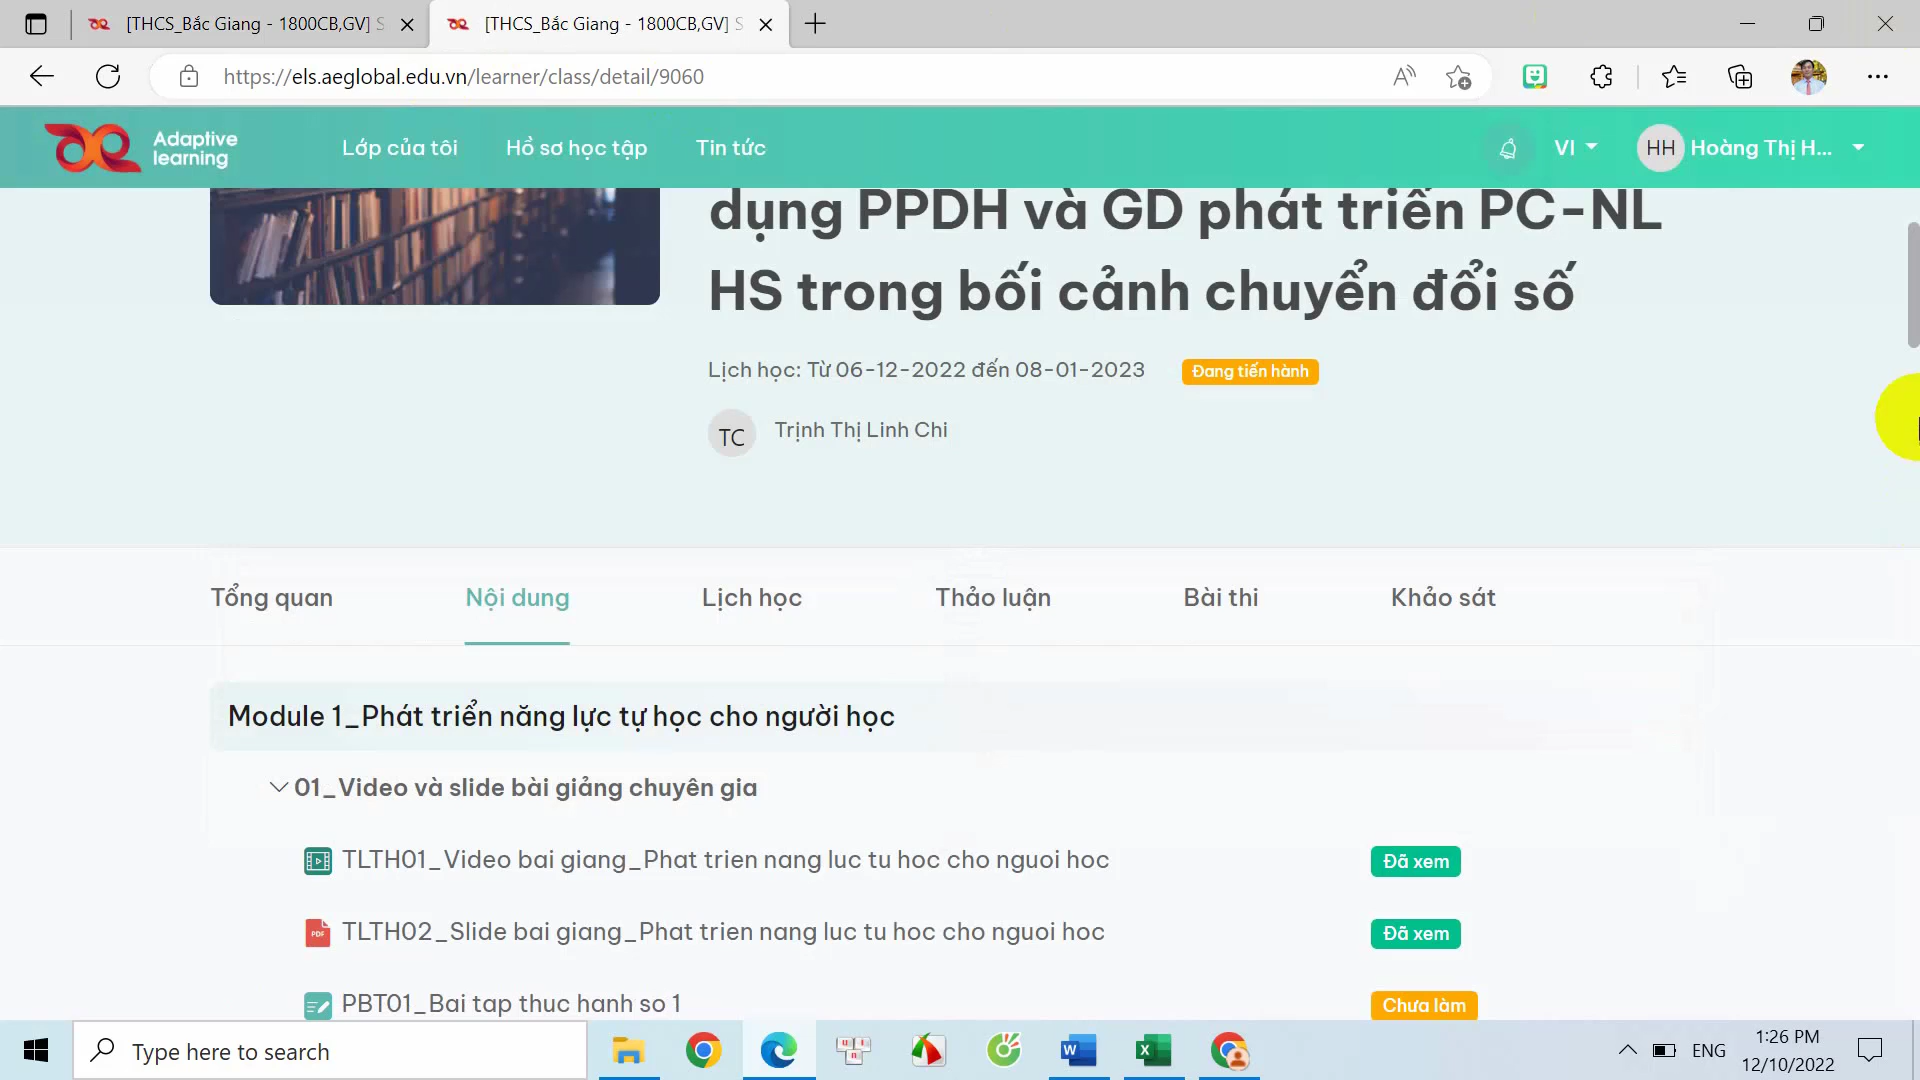 [THCS_Bắc Giang - 1800CB,GV] S
[THCS_Bắc Giang - 1800CB,GV] S
https://els.aeglobal.edu.vn/learner/class/detail/9060
Adaptive
learning
Lớp của tôi
Hồ sơ học tập
Tin tức
VI
HH
Hoàng Thị H...
dụng PPDH và GD phát triển PC-NL
HS trong bối cảnh chuyển đổi số
Lịch học: Từ 06-12-2022 đến 08-01-2023
Đang tiến hành
TC
Trịnh Thị Linh Chi
Tổng quan
Nội dung
Lịch học
Thảo luận
Bài thi
Khảo sát
Module 1_Phát triển năng lực tự học cho người học
01_Video và slide bài giảng chuyên gia
TLTH01_Video bai giang_Phat trien nang luc tu hoc cho nguoi hoc
Đã xem
PDF
TLTH02_Slide bai giang_Phat trien nang luc tu hoc cho nguoi hoc
Đã xem
PBT01_Bai tap thuc hanh so 1
Chưa làm
Type here to search
ENG
1:26 PM
12/10/2022